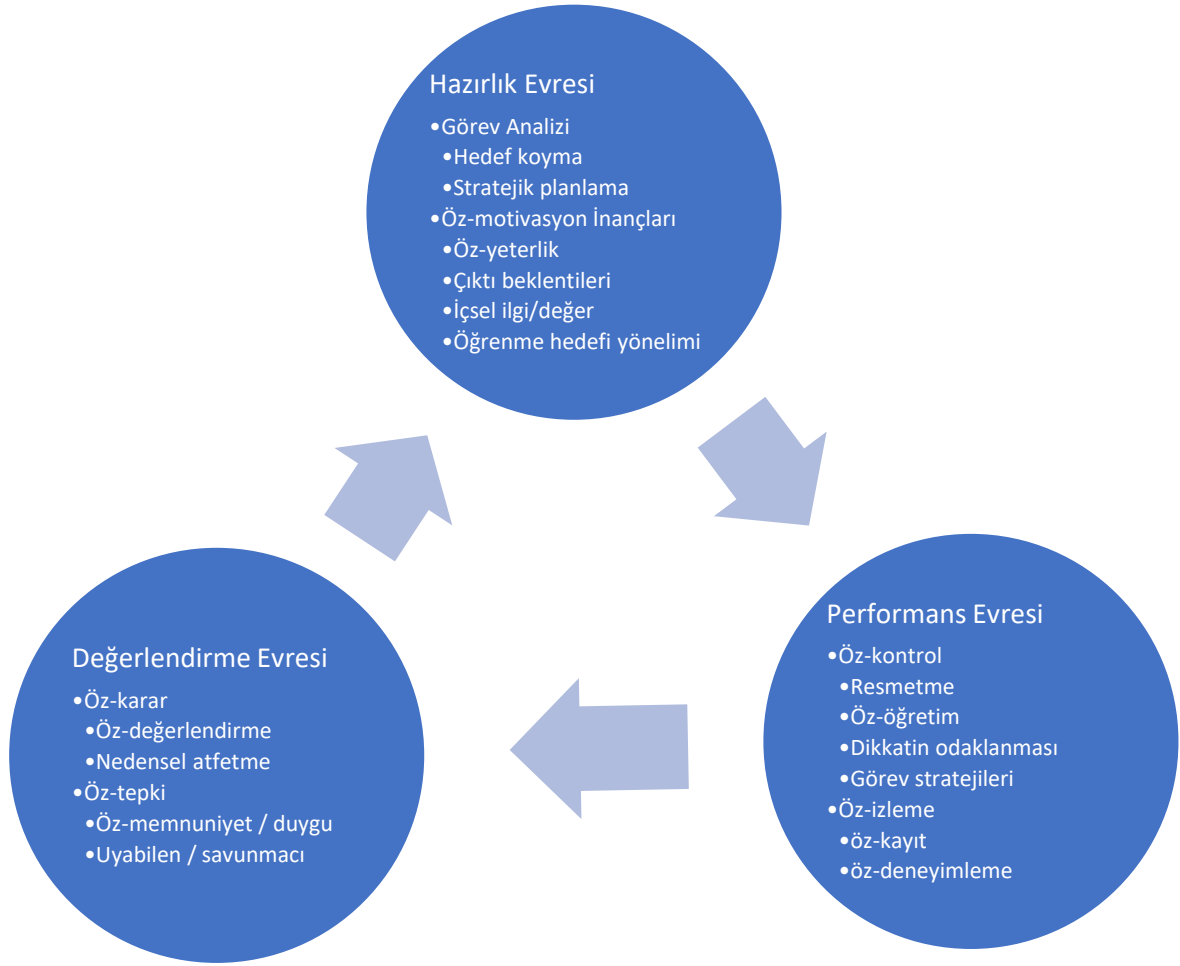 Hazırlık Evresi
•Görev Analizi
•Hedef koyma
•Stratejik planlama
•Öz-motivasyon İnançları
•Öz-yeterlik
•Çıktı beklentileri
•İçsel ilgi/değer
•Öğrenme hedefi yönelimi
Performans Evresi
•Öz-kontrol
•Resmetme
•Öz-öğretim
•Dikkatin odaklanması
•Görev stratejileri
•Öz-izleme
•öz-kayıt
•öz-deneyimleme
Değerlendirme Evresi
•Öz-karar
•Öz-değerlendirme
•Nedensel atfetme
•Öz-tepki
•Öz-memnuniyet / duygu
•Uyabilen / savunmacı